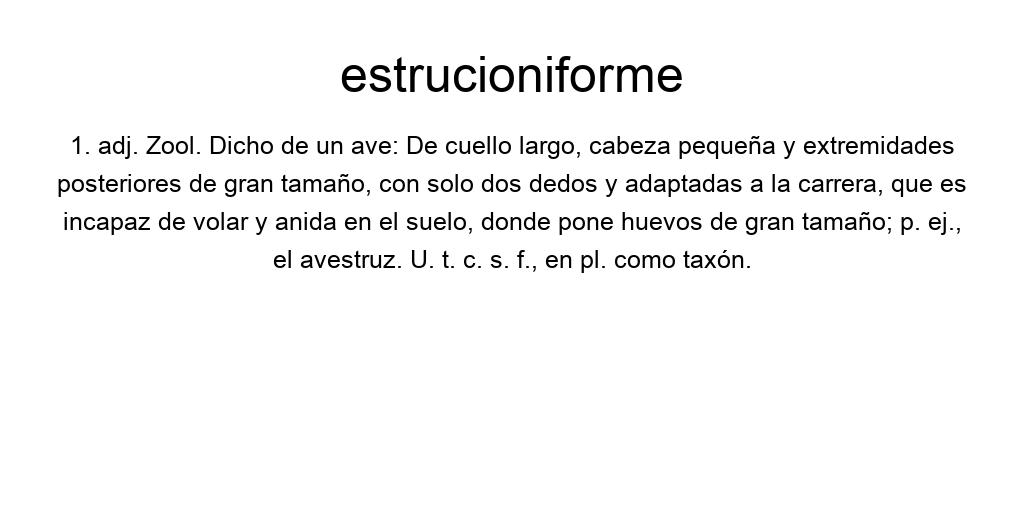 estrucioniforme
1. adj. Zool. Dicho de un ave: De cuello largo, cabeza pequeña y extremidades
posteriores de gran tamaño, con solo dos dedos y adaptadas a la carrera, que es
incapaz de volar y anida en el suelo, donde pone huevos de gran tamaño; p. ej.,
el avestruz. U. t. c. s. f., en pl. como taxón.